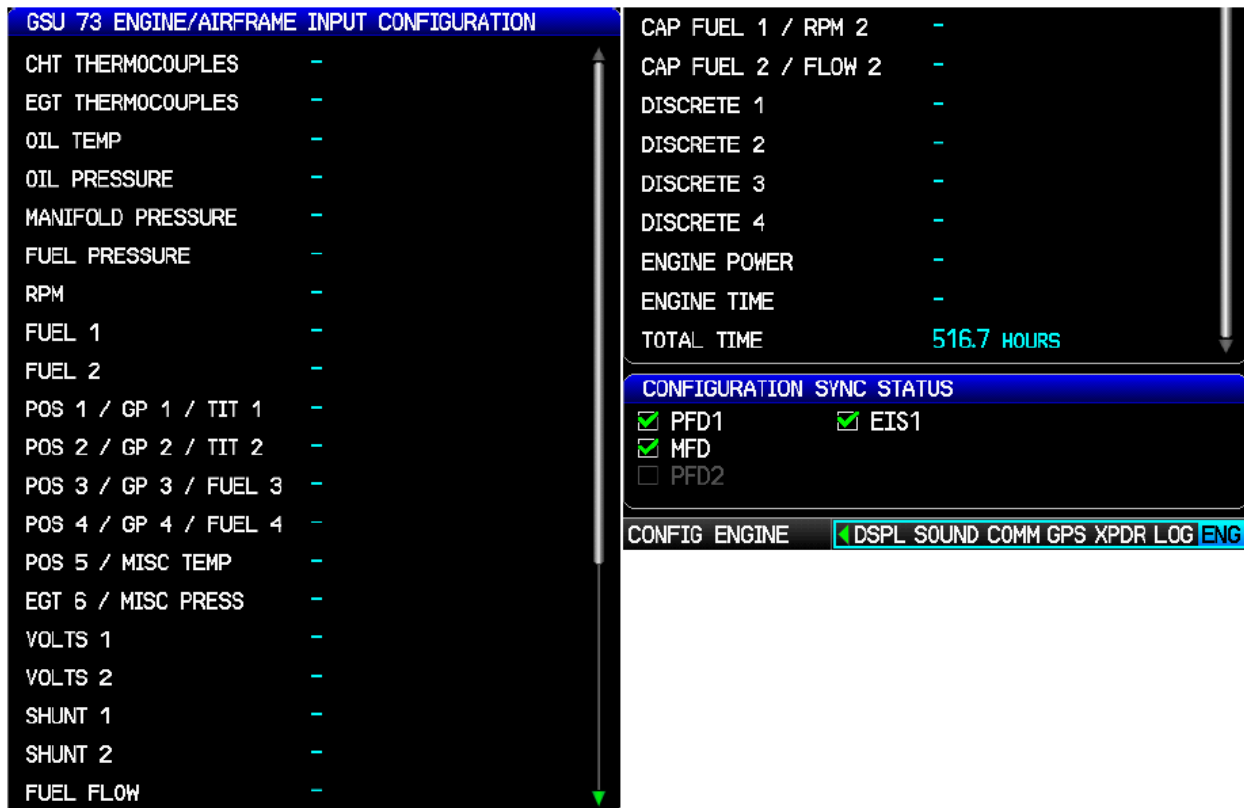 GSU 73 ENGINE/AIRFRAME INPUT CONFIGURATION
CHT THERMOCOUPLES -
EGT THERMOCOUPLES -
OIL TEMP -
OIL PRESSURE -
MANIFOLD PRESSURE -
FUEL PRESSURE -
RPM -
FUEL 1 -
FUEL 2 -
POS 1 / GP 1 / TIT 1 -
POS 2 / GP 2 / TIT 2 -
POS 3 / GP 3 / FUEL 3 -
POS 4 / GP 4 / FUEL 4 -
POS 5 / MISC TEMP -
EGT 6 / MISC PRESS -
VOLTS 1 -
VOLTS 2 -
SHUNT 1 -
SHUNT 2 -
FUEL FLOW -
CAP FUEL 1 / RPM 2 -
CAP FUEL 2 / FLOW 2 -
DISCRETE 1 -
DISCRETE 2 -
DISCRETE 3 -
DISCRETE 4 -
ENGINE POWER -
ENGINE TIME -
TOTAL TIME 516.7 HOURS
CONFIGURATION SYNC STATUS
PFD1 EIS1
MFD
PFD2
CONFIG ENGINE DSPL SOUND COMM GPS XPDR LOG ENG